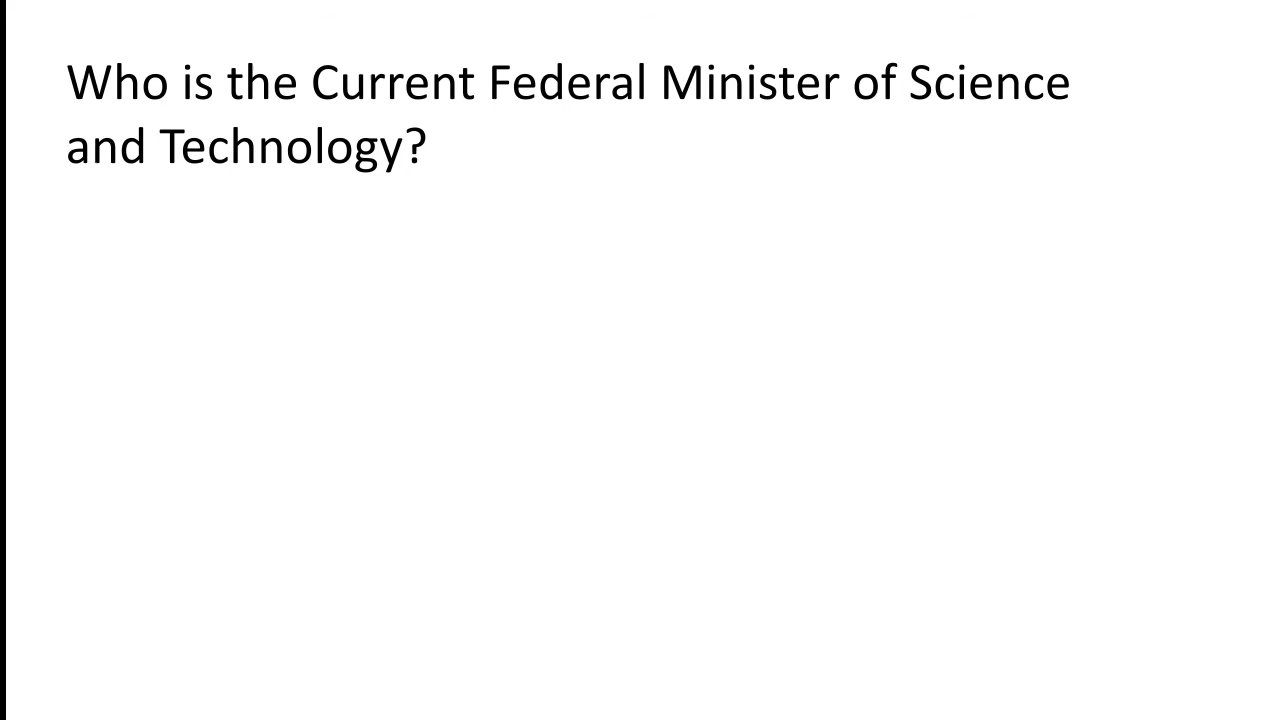 Who is the Current Federal Minister of Science
and Technology?